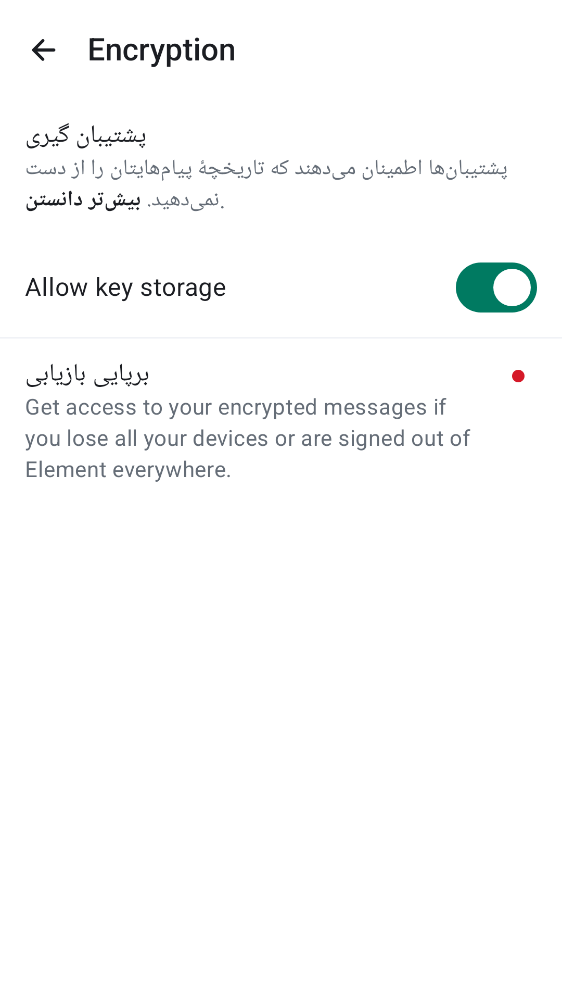 Encryption
پشتیبان گیری
پشتیبان‌ها اطمینان می‌دهند که تاریخچهٔ پیام‌هایتان را از دست
نمی‌دهید. بیش‌تر دانستن.
Allow key storage
برپایی بازیابی
Get access to your encrypted messages if
you lose all your devices or are signed out of
Element everywhere.